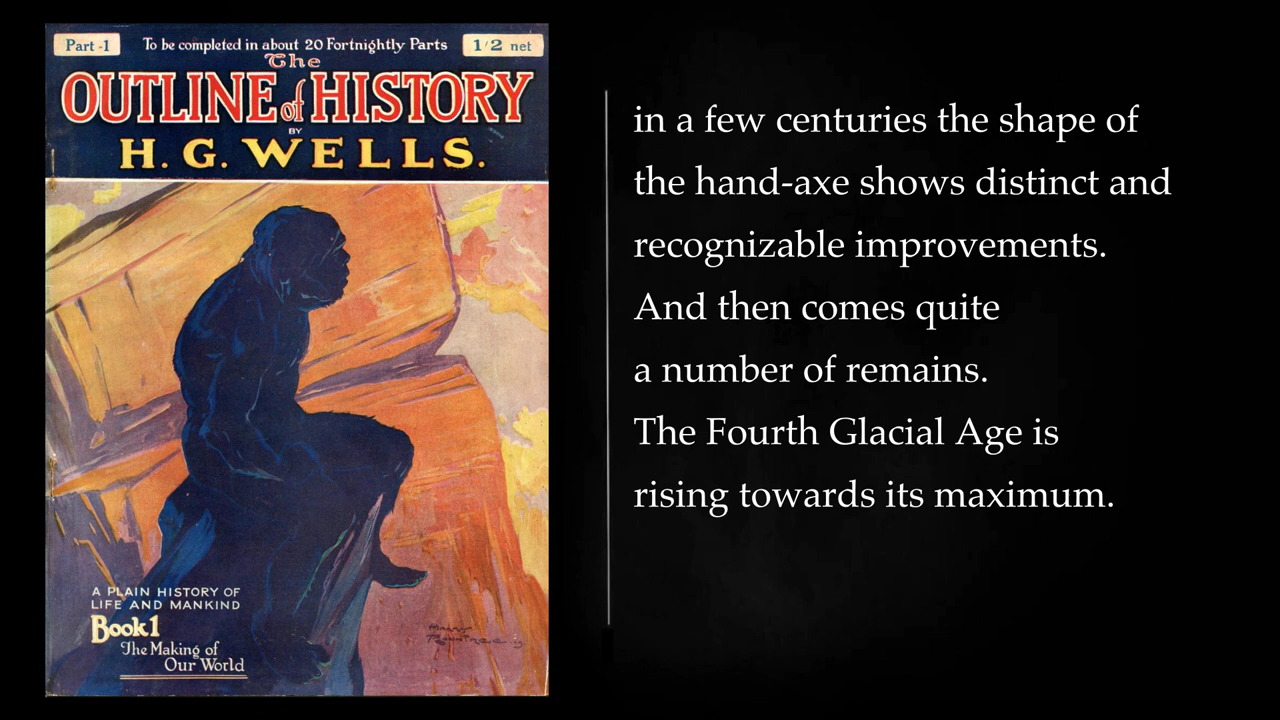 Part -1
To be completed in about 20 Fortnightly Parts
1/2 net
The
OUTLINE of HISTORY
BY
H. G. WELLS.
A PLAIN HISTORY OF
LIFE AND MANKIND
Book 1
The Making of
Our World
in a few centuries the shape of
the hand-axe shows distinct and
recognizable improvements.
And then comes quite
a number of remains.
The Fourth Glacial Age is
rising towards its maximum.